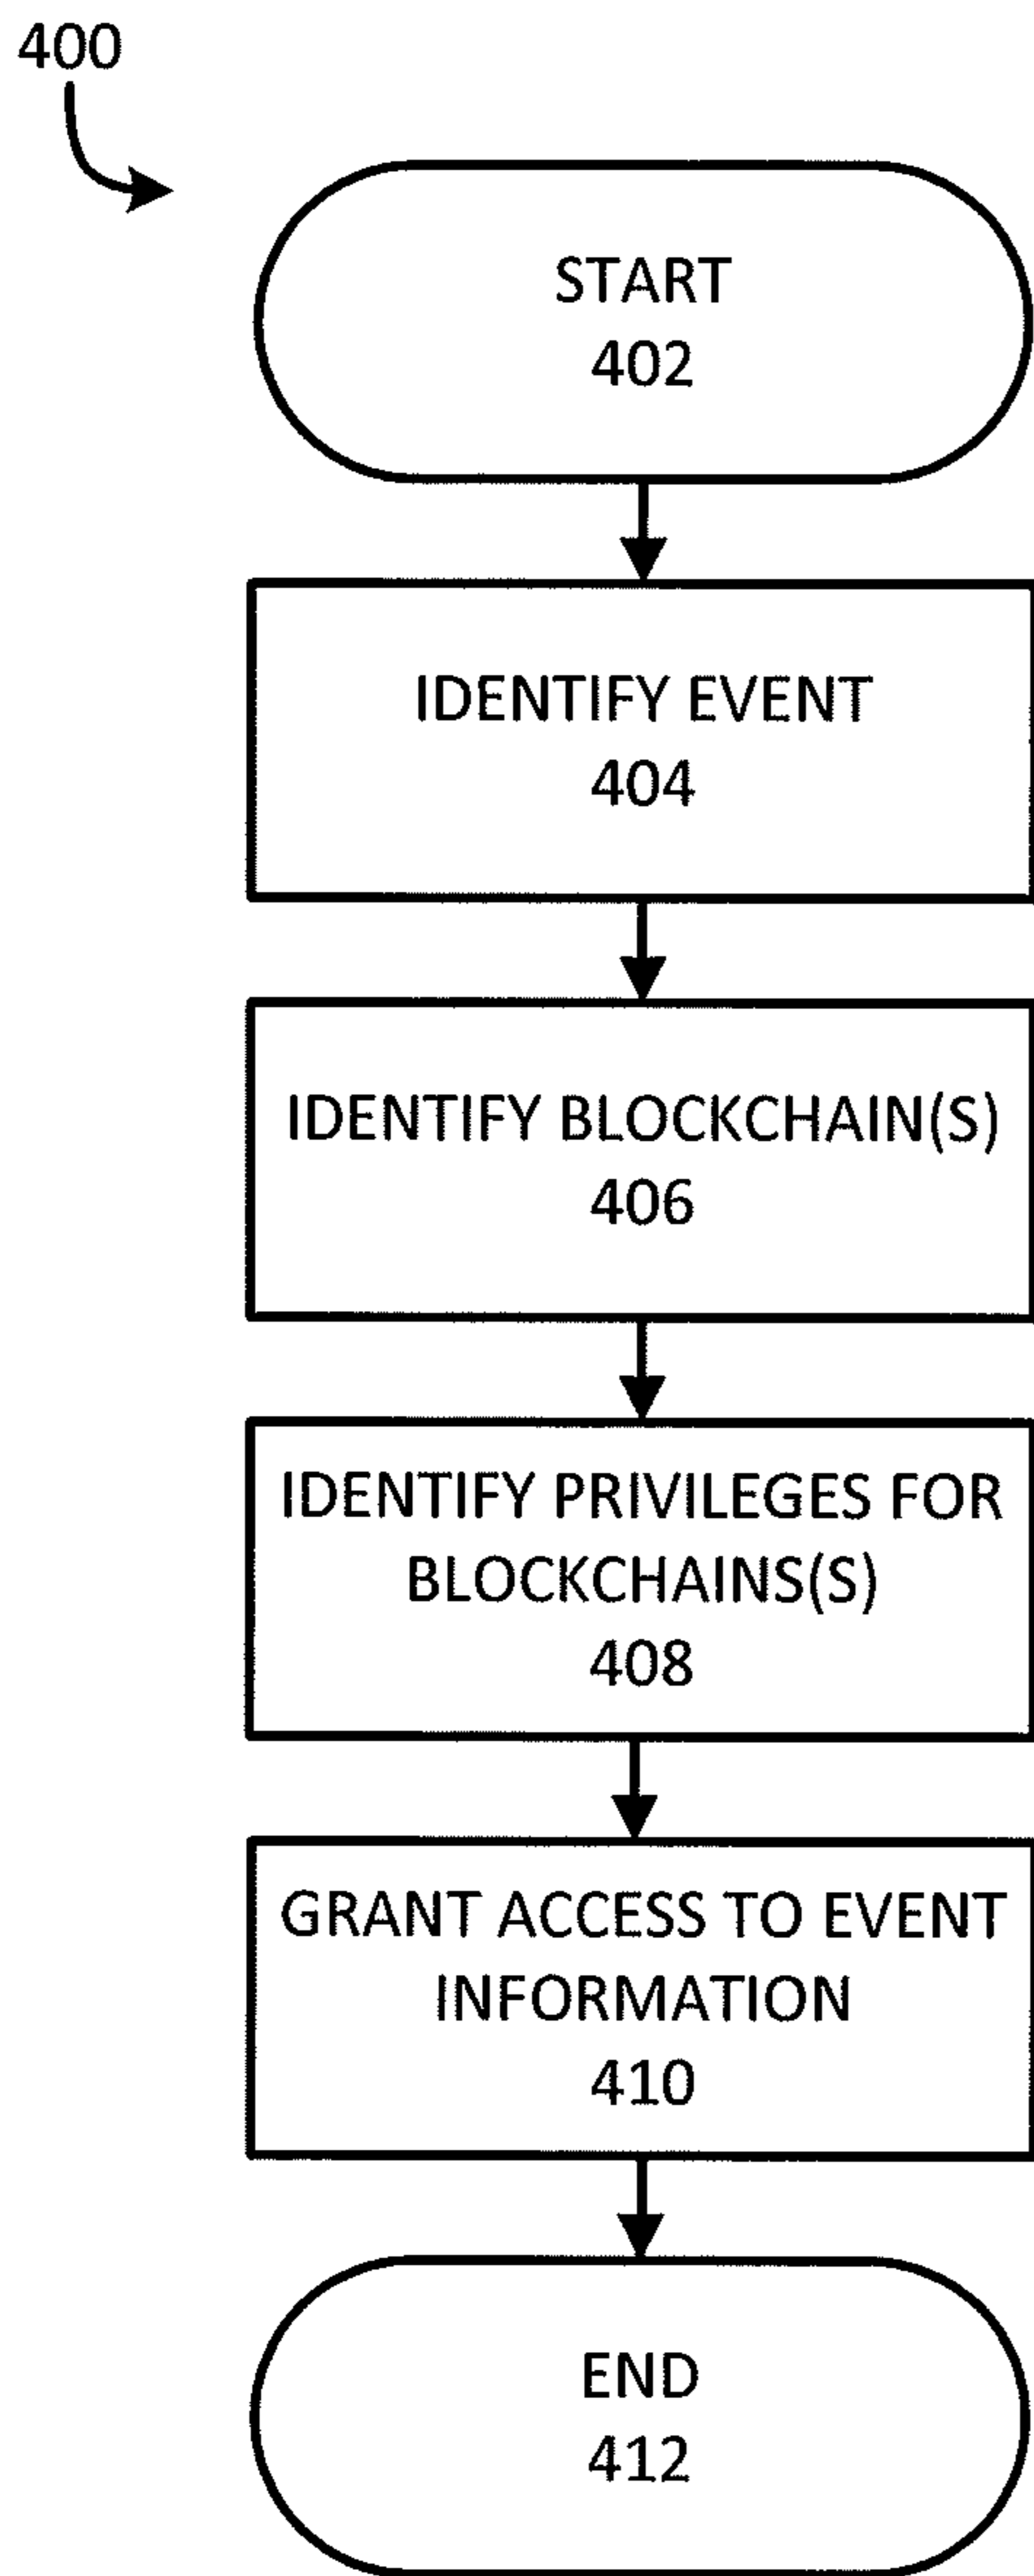 400
START
402
IDENTIFY EVENT
404
IDENTIFY BLOCKCHAIN(S)
406
IDENTIFY PRIVILEGES FOR
BLOCKCHAINS(S)
408
GRANT ACCESS TO EVENT
INFORMATION
410
END
412